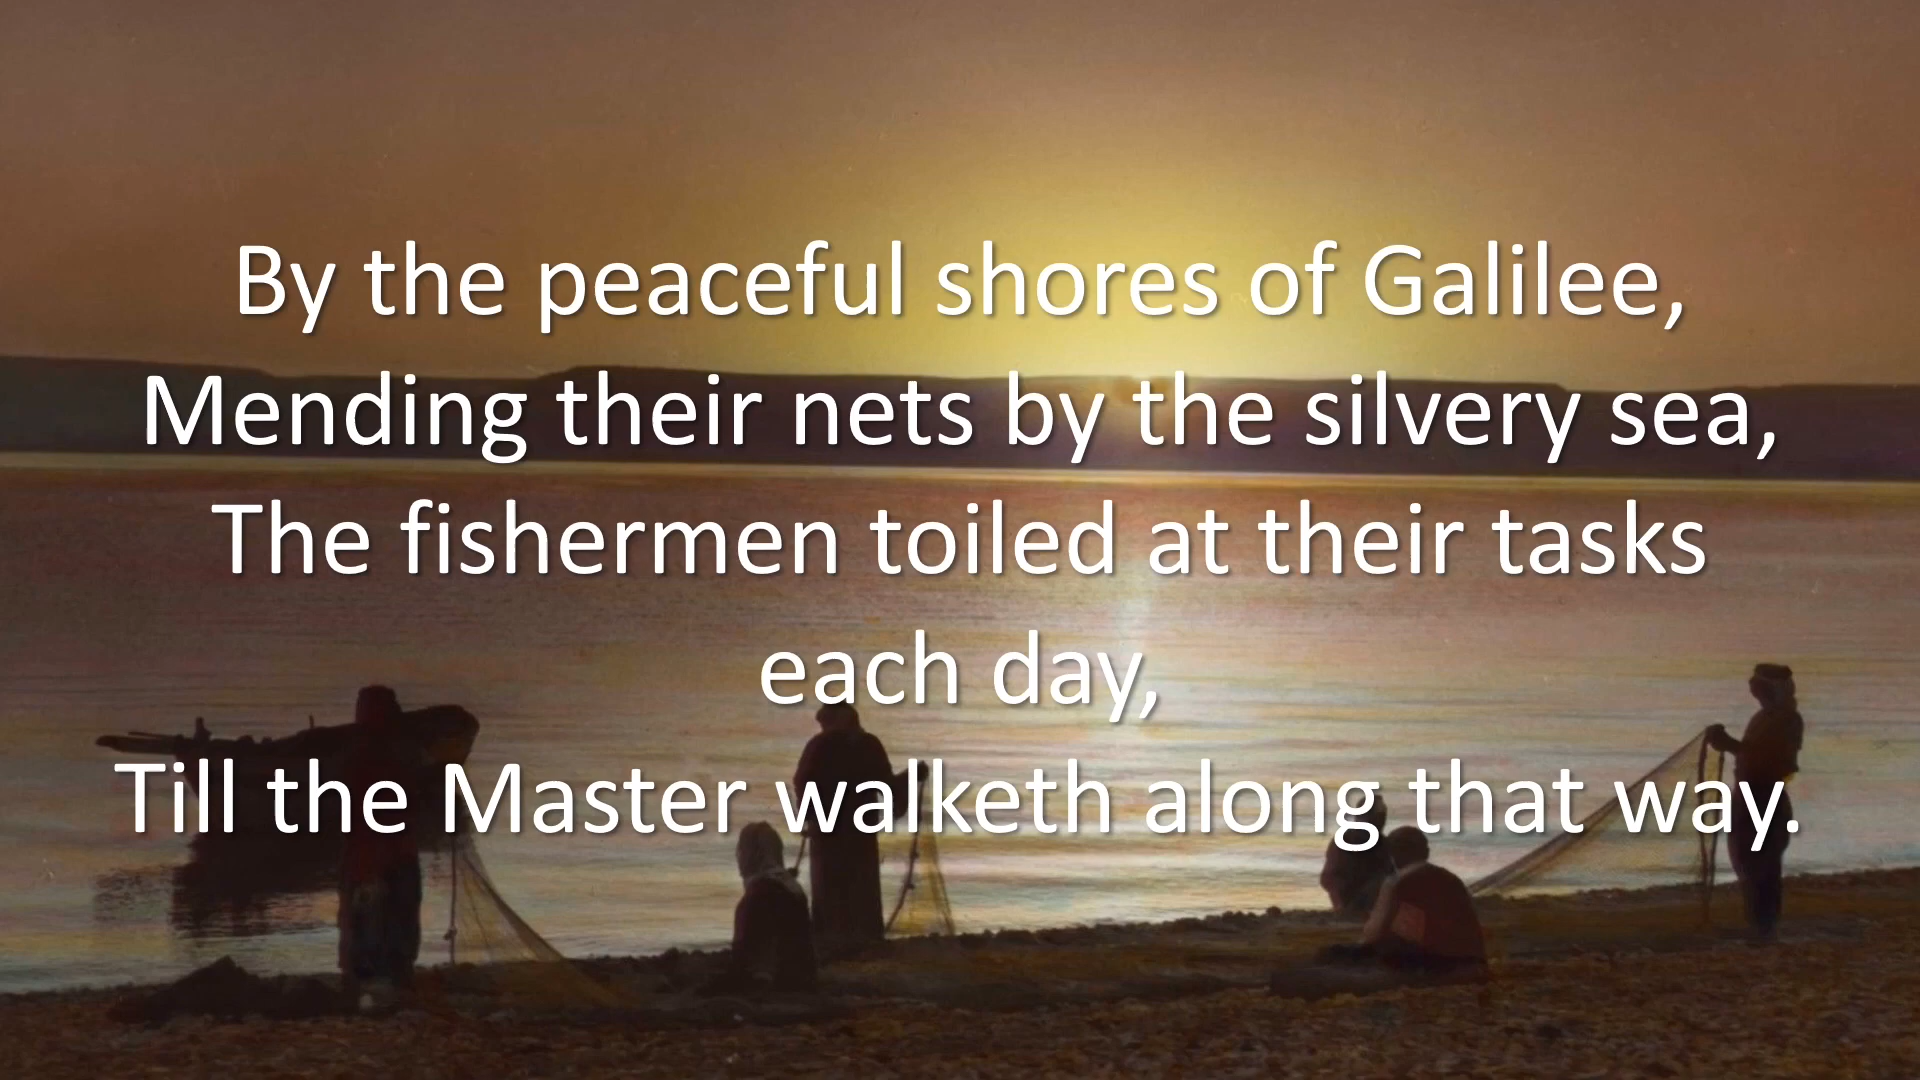 By the peaceful shores of Galilee,
Mending their nets by the silvery sea,
The fishermen toiled at their tasks
each day,
Till the Master walketh along that way.